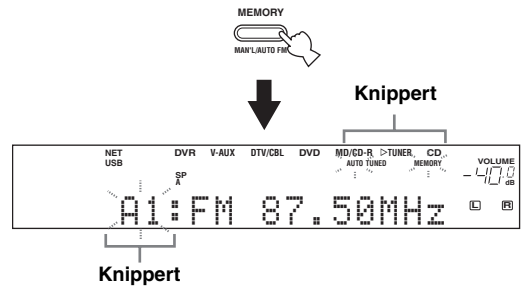 MEMORY
MAN'L/AUTO FM
Knippert
NET DVR V-AUX DTV/CBL DVD MD/CD-R ▷TUNER CD
USB AUTO TUNED MEMORY VOLUME
SP
A
-40.0
dB
A1:FM 87.50MHz L R
Knippert